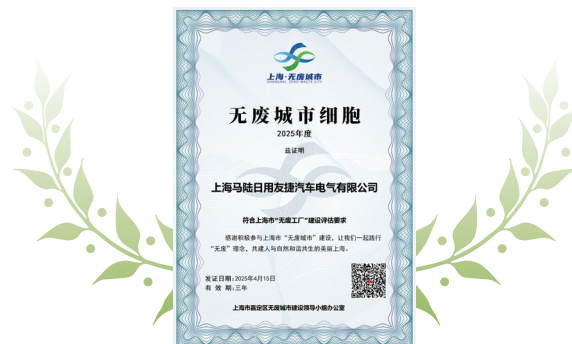 上海·无废城市
SHANGHAI ZERO-WASTE CITY
无废城市细胞
2025年度
兹证明
上海马陆日用友捷汽车电气有限公司
符合上海市“无废工厂”建设评估要求
感谢积极参与上海市“无废城市”建设，让我们一起践行
“无废”理念，共建人与自然和谐共生的美丽上海。
发证日期：2025年4月15日
有 效 期：三年
上海市嘉定区无废城市建设领导小组办公室